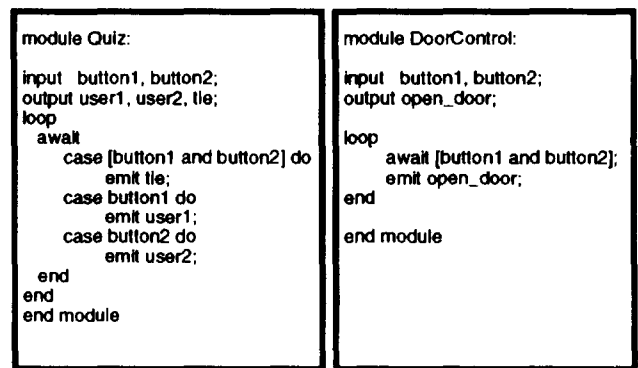 module Quiz:
input button1, button2;
output user1, user2, tie;
loop
await
case [button1 and button2] do
emit tie;
case button1 do
emit user1;
case button2 do
emit user2;
end
end
end module
module DoorControl:
input button1, button2;
output open_door;
loop
await [button1 and button2];
emit open_door;
end
end module